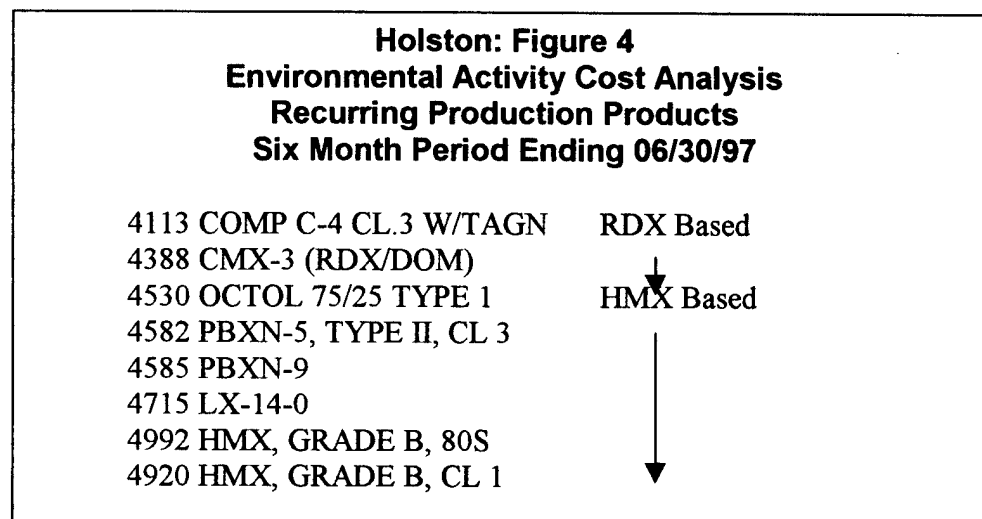 Holston: Figure 4
Environmental Activity Cost Analysis
Recurring Production Products
Six Month Period Ending 06/30/97
4113 COMP C-4 CL.3 W/TAGN RDX Based
4388 CMX-3 (RDX/DOM)
4530 OCTOL 75/25 TYPE 1 HMX Based
4582 PBXN-5, TYPE II, CL 3
4585 PBXN-9
4715 LX-14-0
4992 HMX, GRADE B, 80S
4920 HMX, GRADE B, CL 1